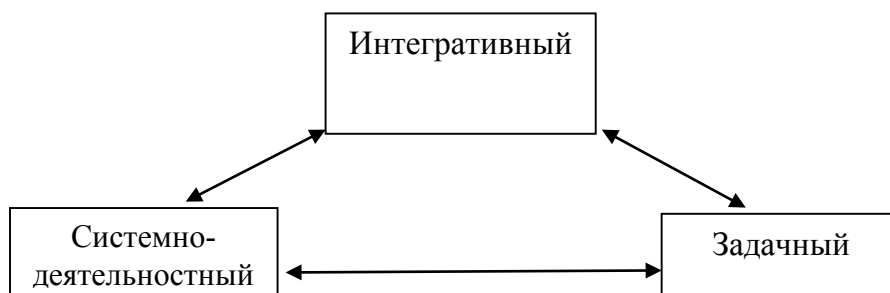 Интегративный
Системно-
деятельностный
Задачный